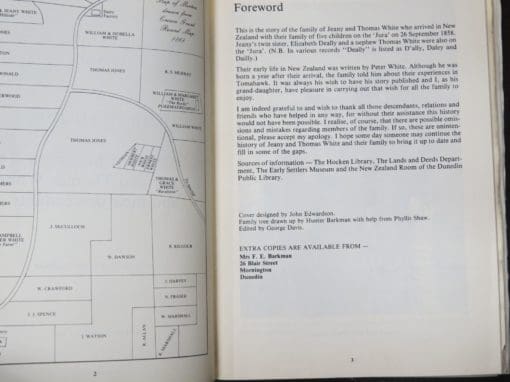 & JEANY WHITE
Dairy
Factory
WILLIAM & ISOBELLA
WHITE
THOMAS JONES
R. S. MURRAY
WILLIAM & MARGARET
WHITE
THOMAS JONES
WILLIAM WHITE
THOMAS &
GRACE
WHITE
J. McCULLOCH
R. KILGOUR
W. DAWSON
W. CRAWFORD
J. HARVEY
N. FRASER
J. J. SPENCE
W. MARSHALL
J. WATSON
R. ALLAN
R. MARSHALL
2
Foreword
This is the story of the family of Jeany and Thomas White who arrived in New
Zealand with their family of five children on the 'Jura' on 26 September 1858.
Jeany's twin sister, Elizabeth Deally and a nephew Thomas White were also on
the 'Jura'. (N.B. In various records "Deally" is listed as D'ally, Daley and
Dailly.)
Their early life in New Zealand was written by Peter White. Although he was
born a year after their arrival, the family told him about their experiences in
Tomahawk. It was always his wish to have his story published and I, as his
grand-daughter, have pleasure in carrying out that wish for all the family to
enjoy.
I am indeed grateful to and wish to thank all those descendants, relations and
friends who have helped in any way, for without their assistance this history
would not have been possible. I realise, of course, that there are possible omis-
sions and mistakes regarding members of the family. If so, these are uninten-
tional, please accept my apology. I hope some day someone will continue the
history of Jeany and Thomas White and their family to bring it up to date and
fill in some of the gaps.
Sources of information — The Hocken Library, The Lands and Deeds Depart-
ment, The Early Settlers Museum and the New Zealand Room of the Dunedin
Public Library.
Cover designed by John Edwardson.
Family tree drawn up by Hunter Barkman with help from Phyllis Shaw.
Edited by George Davis.
EXTRA COPIES ARE AVAILABLE FROM —
Mrs F. E. Barkman
26 Blair Street
Mornington
Dunedin
3